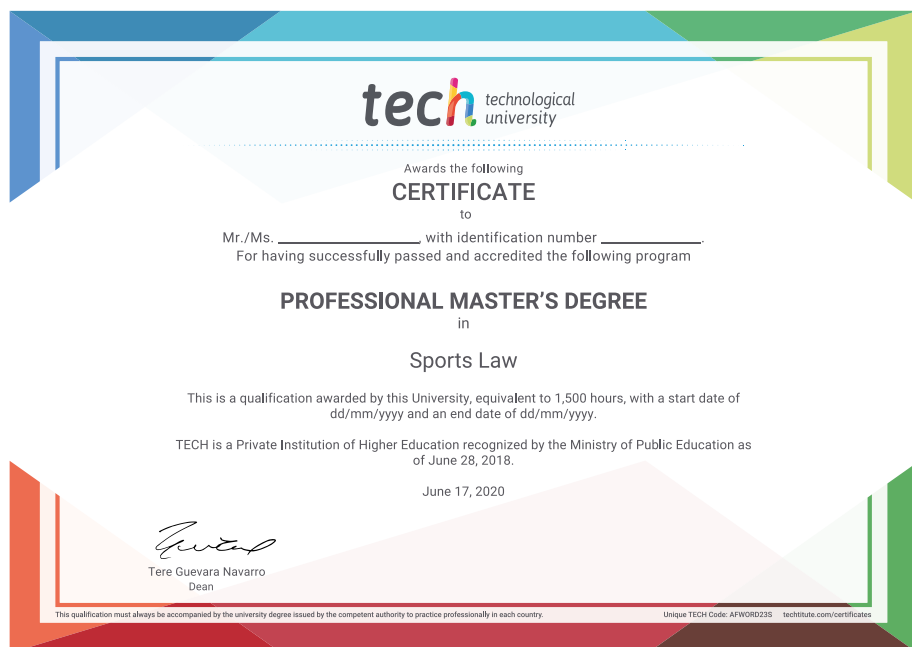 tech technological
university
Awards the following
CERTIFICATE
to
Mr./Ms. ____________________, with identification number ______________.
For having successfully passed and accredited the following program
PROFESSIONAL MASTER'S DEGREE
in
Sports Law
This is a qualification awarded by this University, equivalent to 1,500 hours, with a start date of
dd/mm/yyyy and an end date of dd/mm/yyyy.
TECH is a Private Institution of Higher Education recognized by the Ministry of Public Education as
of June 28, 2018.
June 17, 2020
Tere Guevara Navarro
Dean
This qualification must always be accompanied by the university degree issued by the competent authority to practice professionally in each country. Unique TECH Code: AFWORD23S techtitute.com/certificates